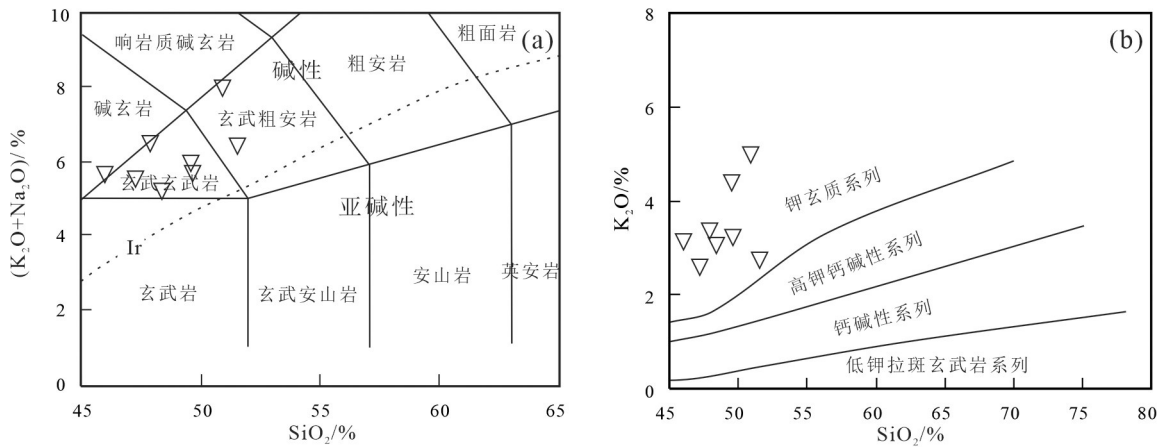 (a)
(K₂O+Na₂O)/%
10
8
6
4
2
0
响岩质碱玄岩
粗面岩
碱性
粗安岩
碱玄岩
玄武粗安岩
玄武玄武岩
亚碱性
Ir
玄武岩
玄武安山岩
安山岩
英安岩
45 50 55 60 65
SiO₂/%
(b)
K₂O/%
8
6
4
2
0
钾玄质系列
高钾钙碱性系列
钙碱性系列
低钾拉斑玄武岩系列
45 50 55 60 65 70 75 80
SiO₂/%